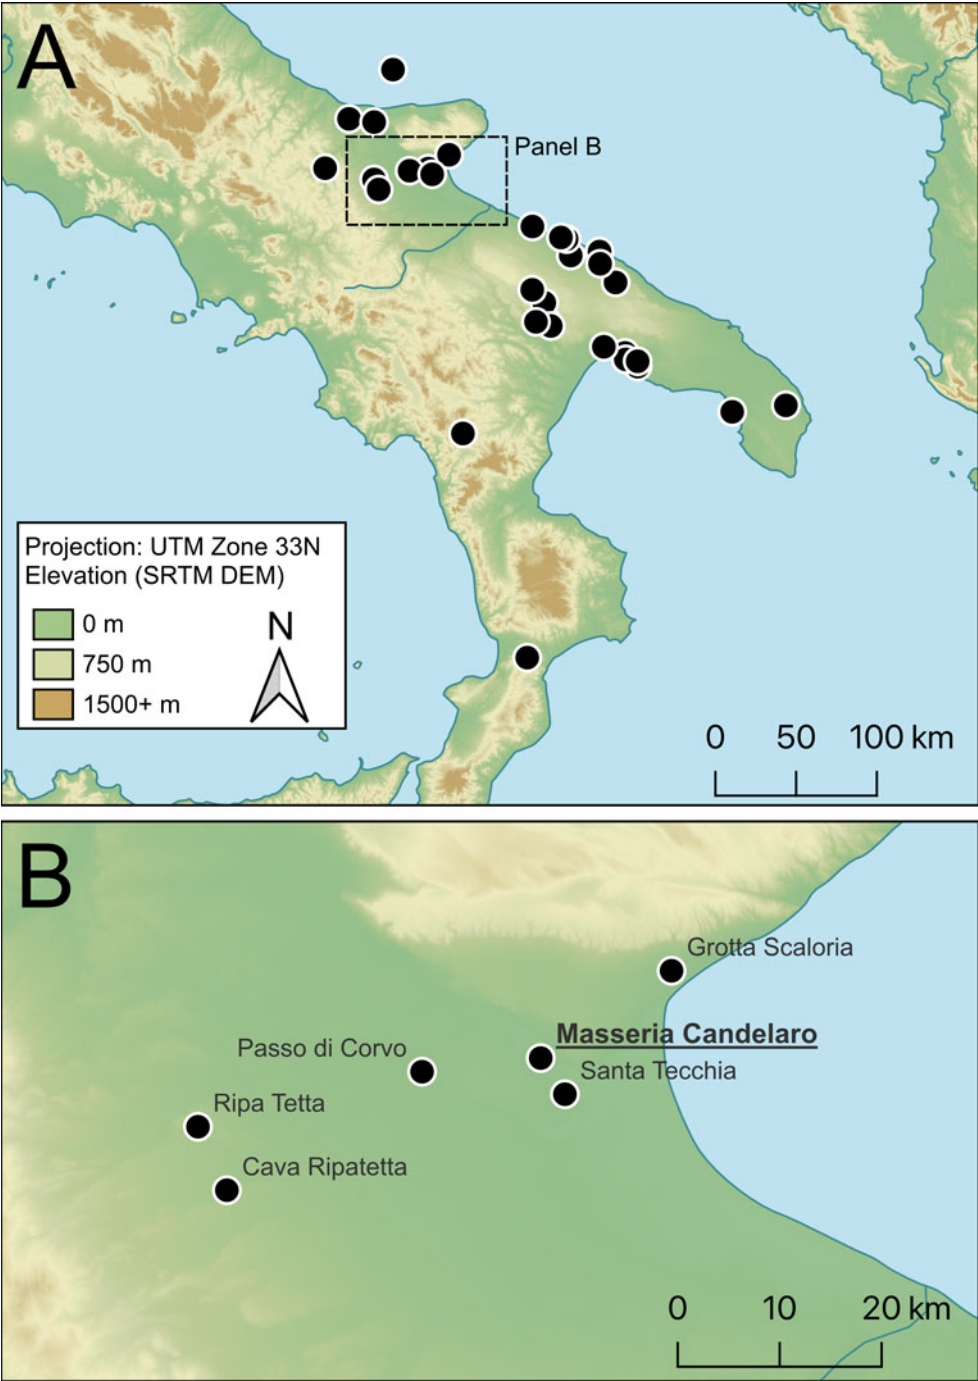 A
Panel B
Projection: UTM Zone 33N
Elevation (SRTM DEM)
0 m
750 m
1500+ m
N
0 50 100 km
B
Grotta Scaloria
Masseria Candelaro
Passo di Corvo
Santa Tecchia
Ripa Tetta
Cava Ripatetta
0 10 20 km